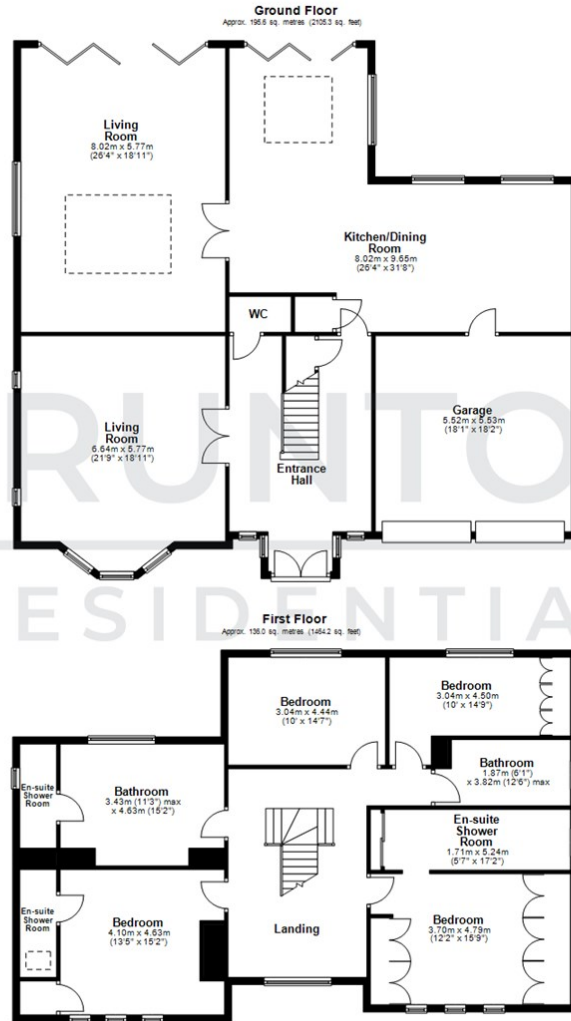 Ground Floor
Approx. 195.6 sq. metres (2105.3 sq. feet)
Living
Room
8.02m x 5.77m
(26'4" x 18'11")
Kitchen/Dining
Room
8.02m x 9.65m
(26'4" x 31'8")
WC
Living
Room
6.64m x 5.77m
(21'9" x 18'11")
Garage
5.52m x 5.53m
(18'1" x 18'2")
Entrance
Hall
RUNTO
ESIDENTIA
First Floor
Approx. 136.0 sq. metres (1464.2 sq. feet)
Bedroom
3.04m x 4.44m
(10' x 14'7")
Bedroom
3.04m x 4.50m
(10' x 14'9")
En-suite
Shower
Room
Bathroom
3.43m (11'3") max
x 4.63m (15'2")
Bathroom
1.87m (6'1")
x 3.82m (12'6") max
En-suite
Shower
Room
1.71m x 5.24m
(5'7" x 17'2")
En-suite
Shower
Room
Bedroom
4.10m x 4.63m
(13'5" x 15'2")
Landing
Bedroom
3.70m x 4.79m
(12'2" x 15'9")